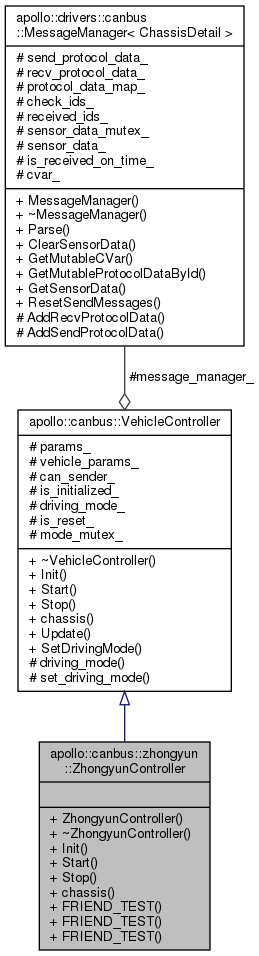 apollo::drivers::canbus
::MessageManager< ChassisDetail >
# send_protocol_data_
# recv_protocol_data_
# protocol_data_map_
# check_ids_
# received_ids_
# sensor_data_mutex_
# sensor_data_
# is_received_on_time_
# cvar_
+ MessageManager()
+ ~MessageManager()
+ Parse()
+ ClearSensorData()
+ GetMutableCVar()
+ GetMutableProtocolDataById()
+ GetSensorData()
+ ResetSendMessages()
# AddRecvProtocolData()
# AddSendProtocolData()
#message_manager_
apollo::canbus::VehicleController
# params_
# vehicle_params_
# can_sender_
# is_initialized_
# driving_mode_
# is_reset_
# mode_mutex_
+ ~VehicleController()
+ Init()
+ Start()
+ Stop()
+ chassis()
+ Update()
+ SetDrivingMode()
# driving_mode()
# set_driving_mode()
apollo::canbus::zhongyun
::ZhongyunController
+ ZhongyunController()
+ ~ZhongyunController()
+ Init()
+ Start()
+ Stop()
+ chassis()
+ FRIEND_TEST()
+ FRIEND_TEST()
+ FRIEND_TEST()